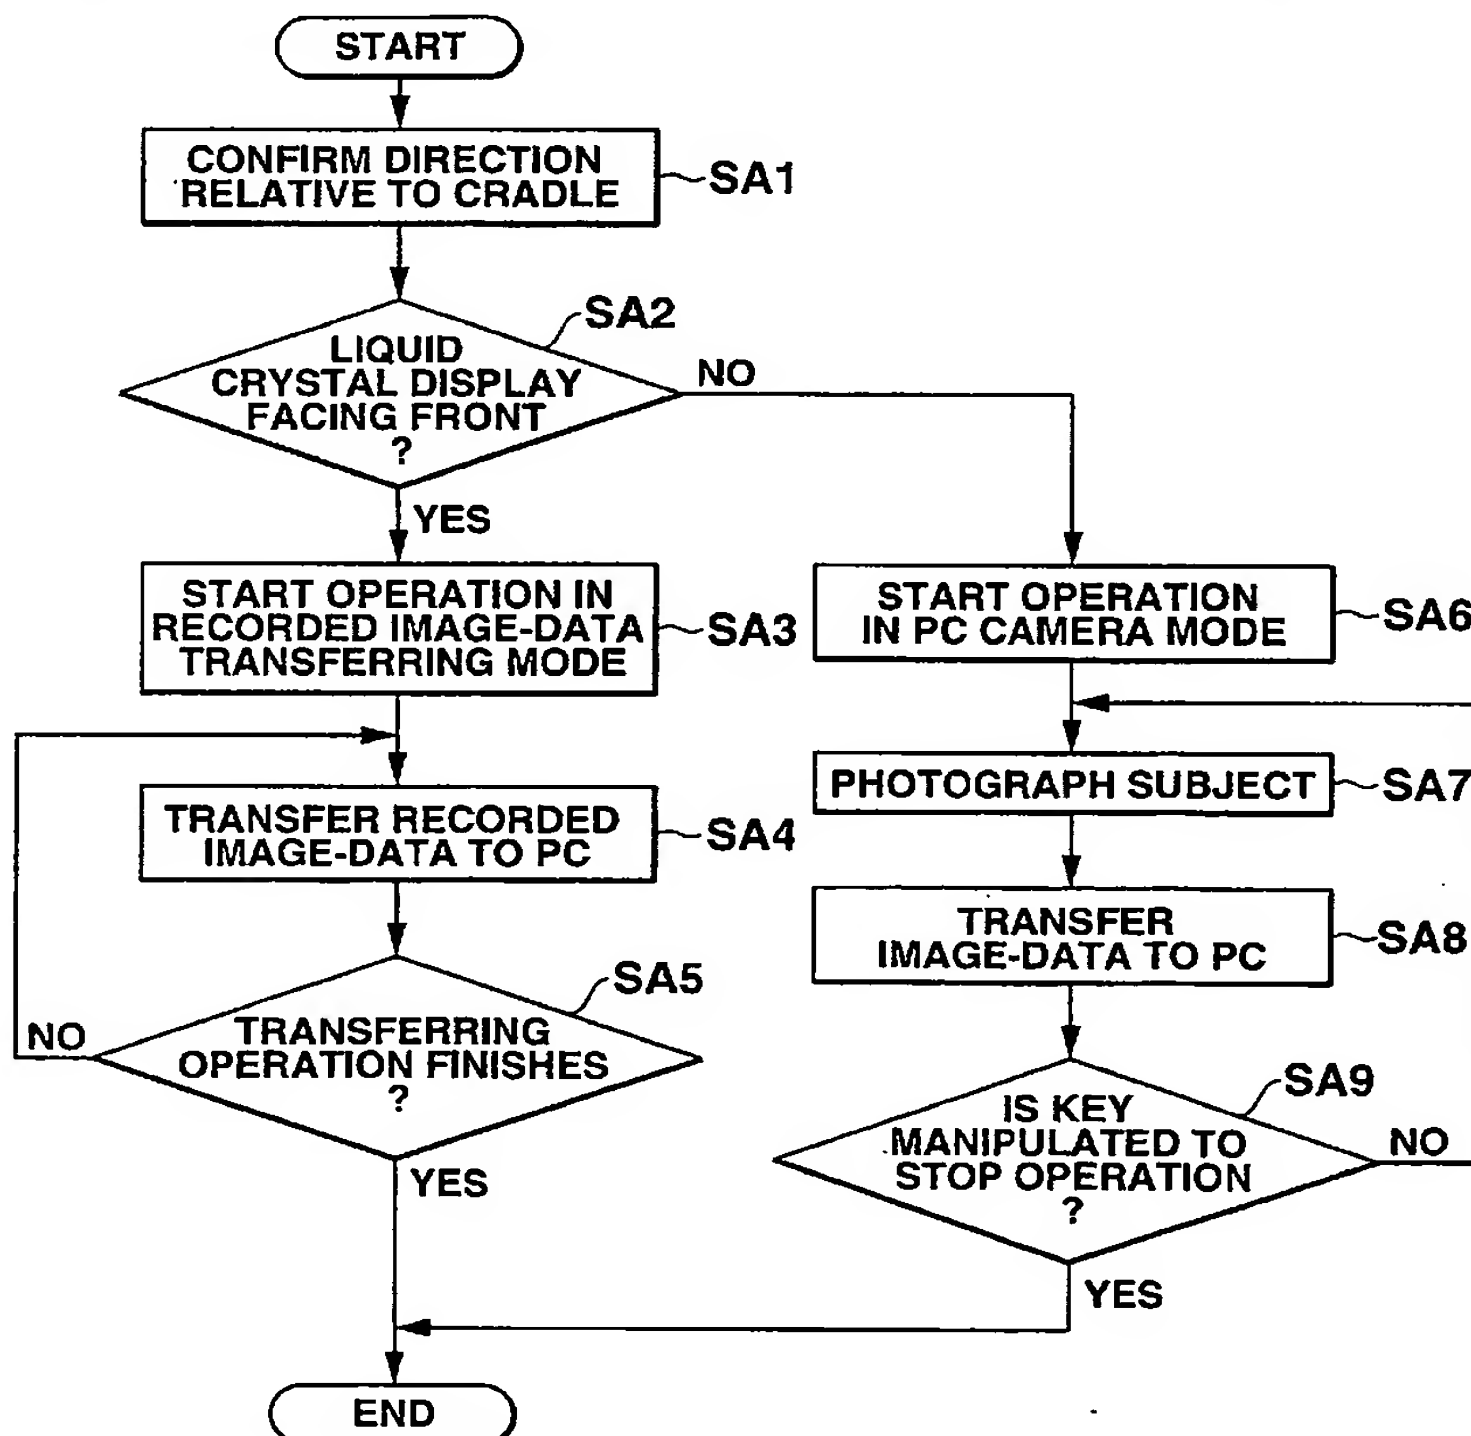 START
CONFIRM DIRECTION
RELATIVE TO CRADLE
SA1
SA2
LIQUID
CRYSTAL DISPLAY
FACING FRONT
?
NO
YES
START OPERATION IN
RECORDED IMAGE-DATA
TRANSFERRING MODE
SA3
TRANSFER RECORDED
IMAGE-DATA TO PC
SA4
SA5
TRANSFERRING
OPERATION FINISHES
?
NO
YES
START OPERATION
IN PC CAMERA MODE
SA6
PHOTOGRAPH SUBJECT
SA7
TRANSFER
IMAGE-DATA TO PC
SA8
SA9
IS KEY
MANIPULATED TO
STOP OPERATION
?
NO
YES
END